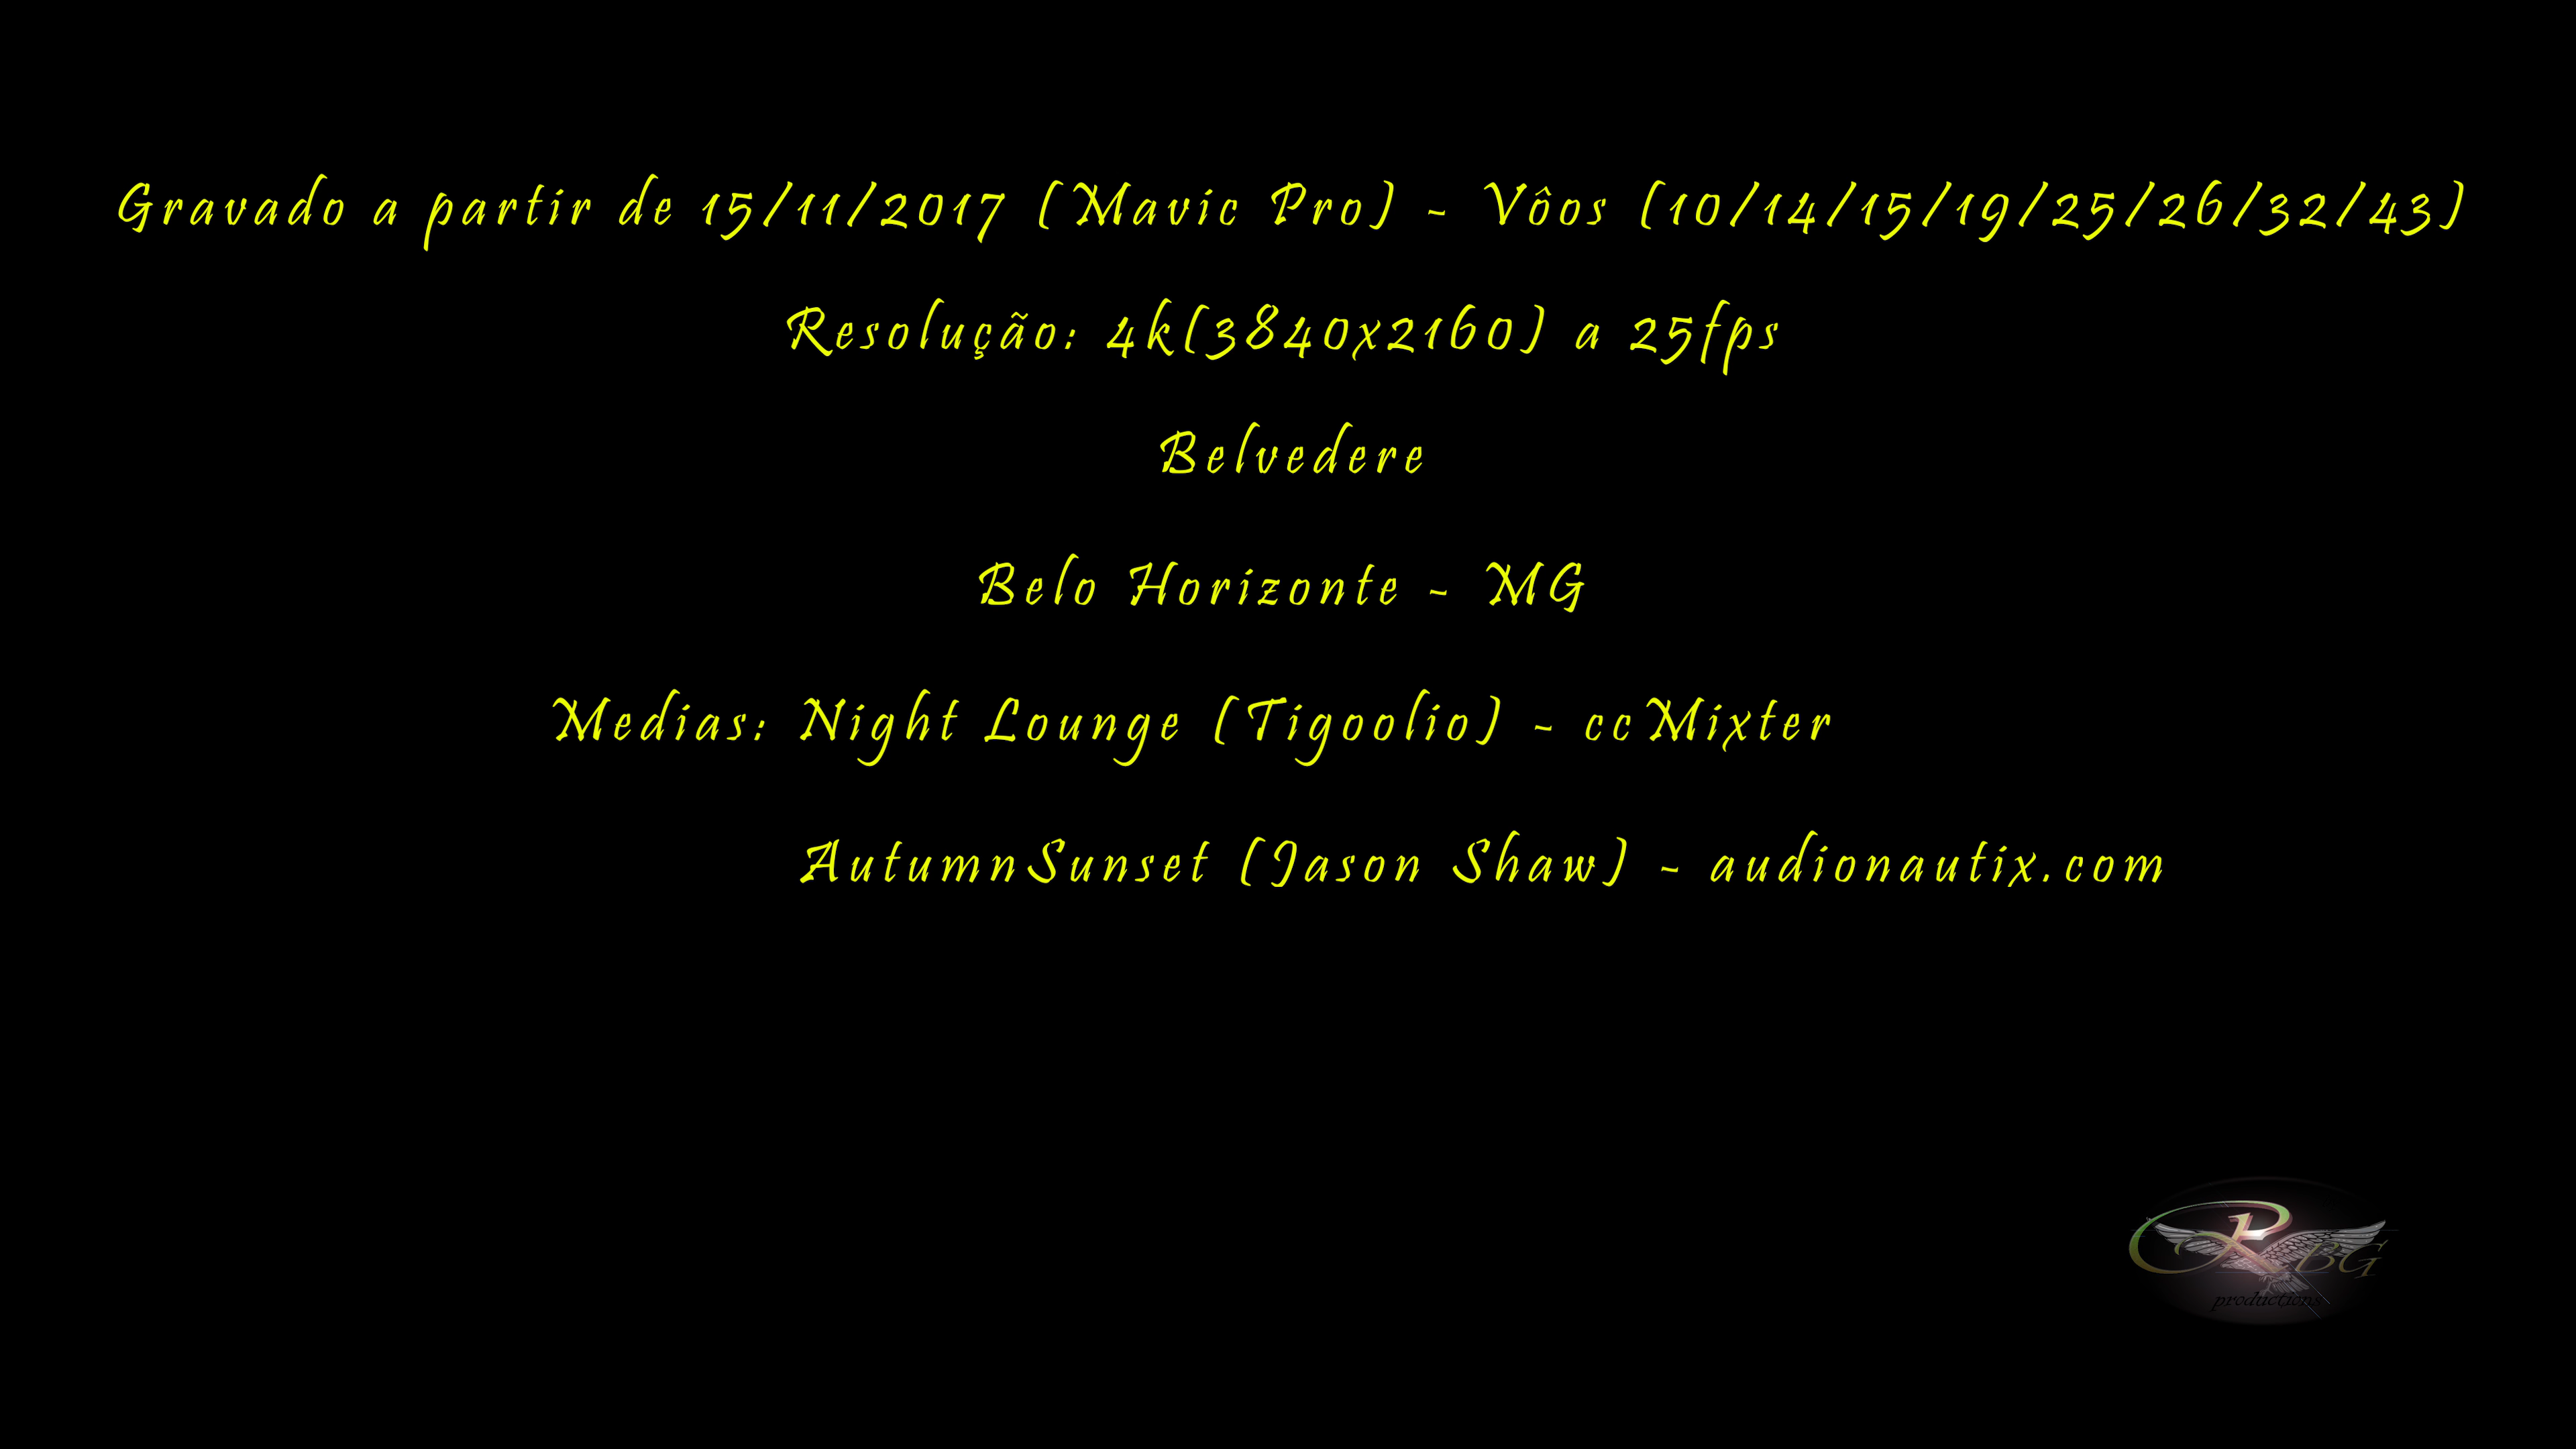 Gravado a partir de 15/11/2017 (Mavic Pro) - Vôos (10/14/15/19/25/26/32/43)
Resolução: 4k(3840x2160) a 25fps
Belvedere
Belo Horizonte - MG
Medias: Night Lounge (Tigoolio) - ccMixter
AutumnSunset (Jason Shaw) - audionautix.com
BG
productions